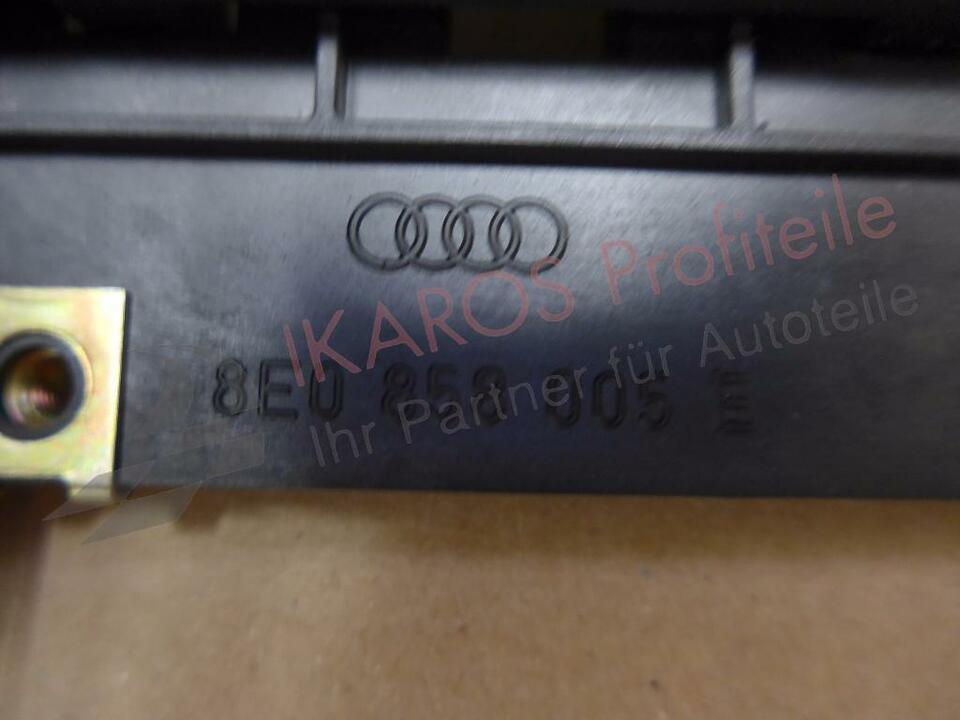 IKAROS Profiteile
Ihr Partner für Autoteile
8E0 858 005 E